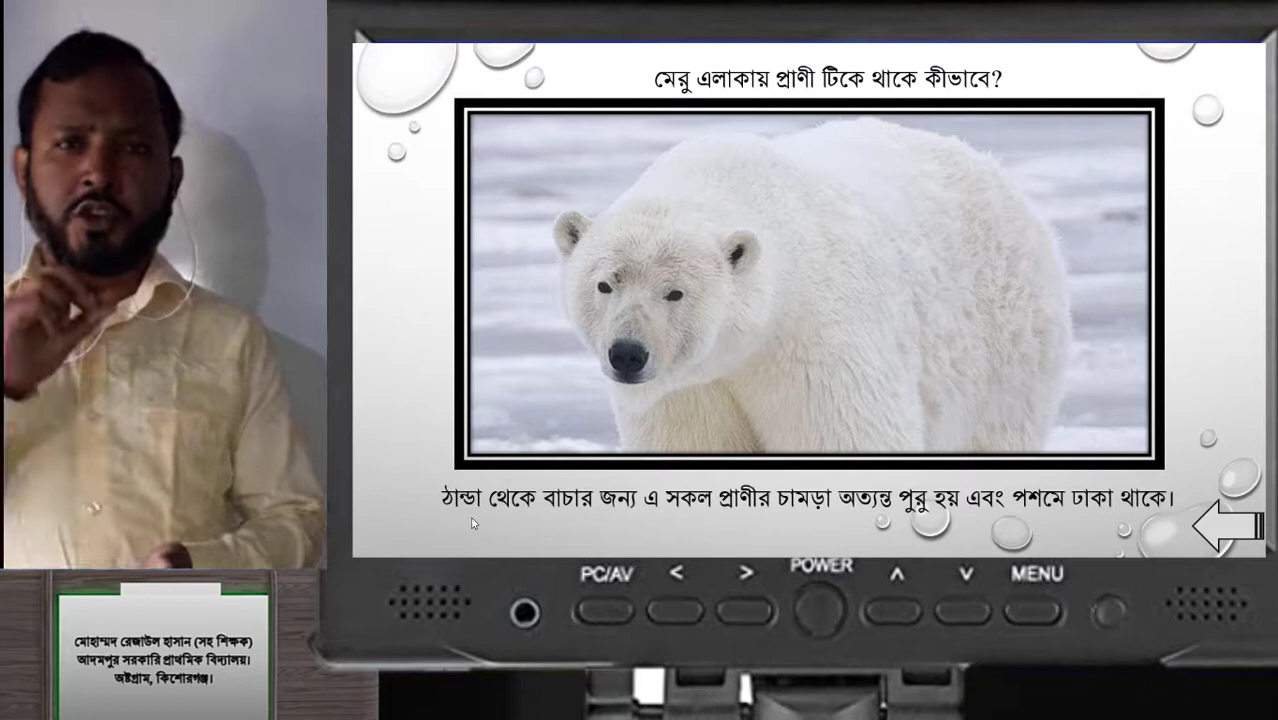 মেরু এলাকায় প্রাণী টিকে থাকে কীভাবে?
ঠান্ডা থেকে বাচার জন্য এ সকল প্রাণীর চামড়া অত্যন্ত পুরু হয় এবং পশমে ঢাকা থাকে।
PC/AV < > POWER ∧ ∨ MENU
মোহাম্মদ রেজাউল হাসান (সহ শিক্ষক)
আদমপুর সরকারি প্রাথমিক বিদ্যালয়।
অষ্টগ্রাম, কিশোরগঞ্জ।